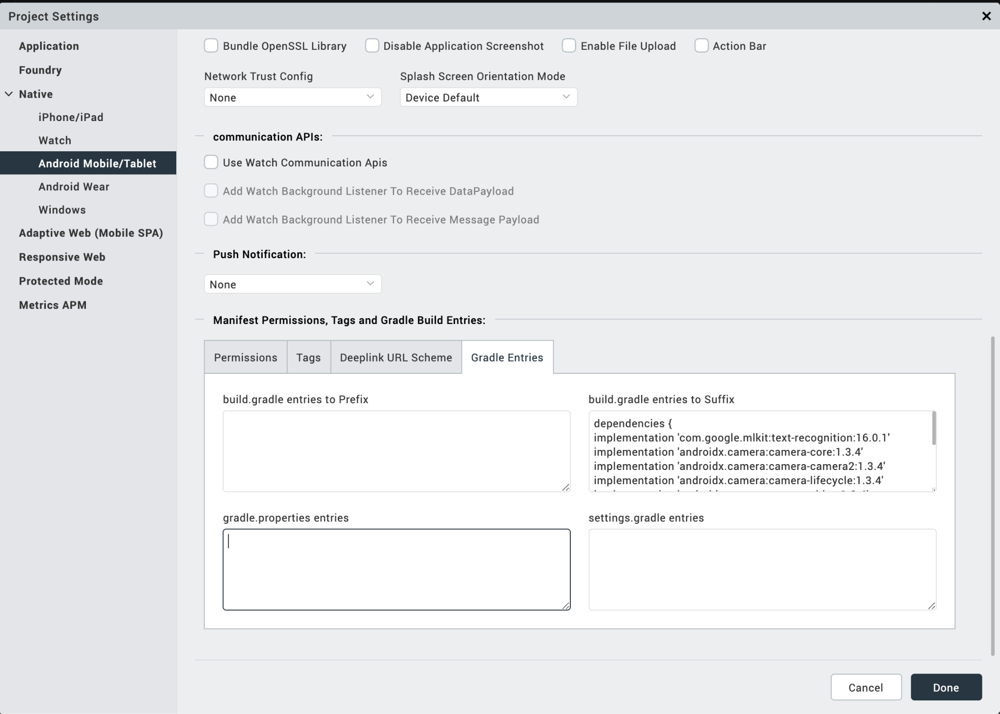 Project Settings
Application
Foundry
Native
iPhone/iPad
Watch
Android Mobile/Tablet
Android Wear
Windows
Adaptive Web (Mobile SPA)
Responsive Web
Protected Mode
Metrics APM
Bundle OpenSSL Library
Disable Application Screenshot
Enable File Upload
Action Bar
Network Trust Config
Splash Screen Orientation Mode
None
Device Default
communication APIs:
Use Watch Communication Apis
Add Watch Background Listener To Receive DataPayload
Add Watch Background Listener To Receive Message Payload
Push Notification:
None
Manifest Permissions, Tags and Gradle Build Entries:
Permissions
Tags
Deeplink URL Scheme
Gradle Entries
build.gradle entries to Prefix
build.gradle entries to Suffix
dependencies {
implementation 'com.google.mlkit:text-recognition:16.0.1'
implementation 'androidx.camera:camera-core:1.3.4'
implementation 'androidx.camera:camera-camera2:1.3.4'
implementation 'androidx.camera:camera-lifecycle:1.3.4'
gradle.properties entries
settings.gradle entries
Cancel
Done